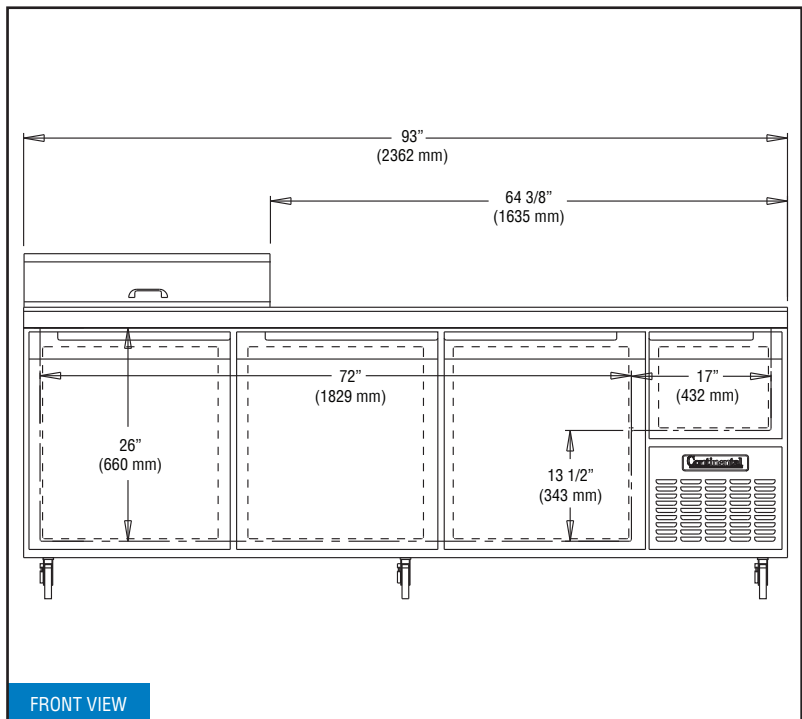 93”
(2362 mm)
64 3/8”
(1635 mm)
72”
(1829 mm)
17”
(432 mm)
26”
(660 mm)
13 1/2”
(343 mm)
Continental
FRONT VIEW